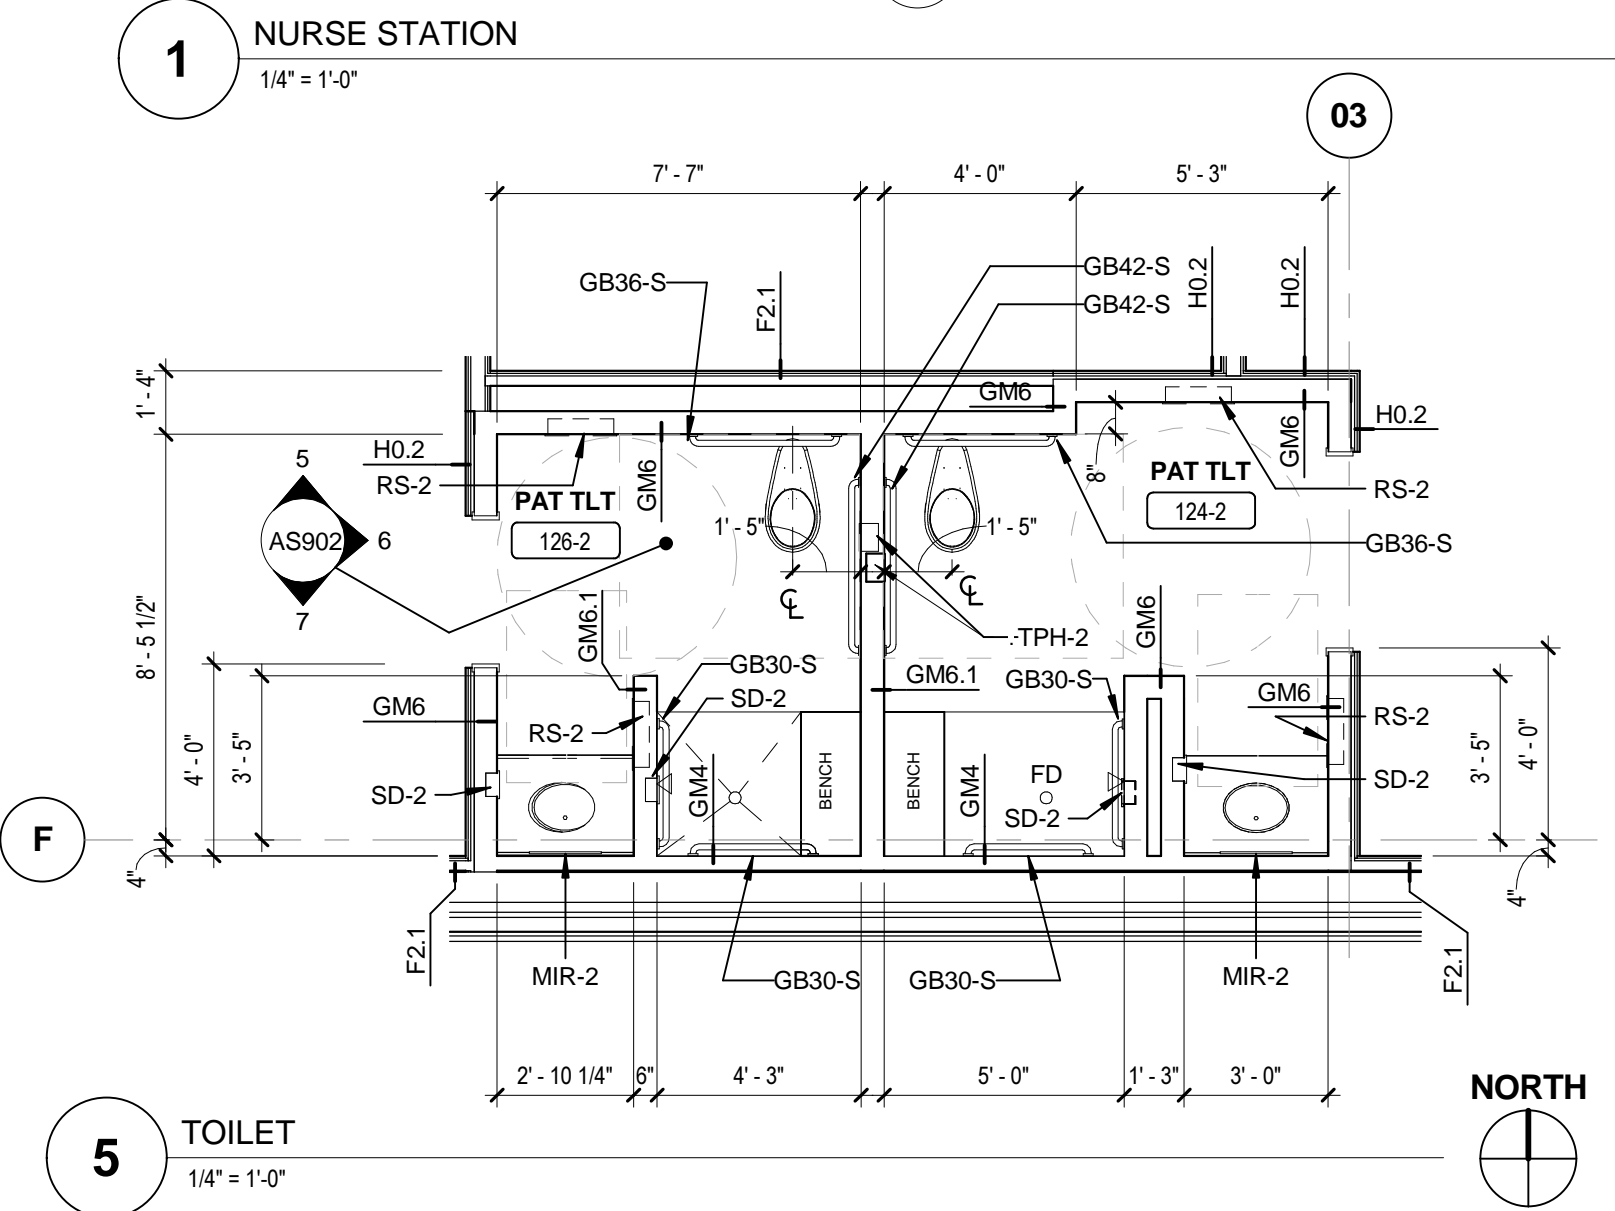 1
NURSE STATION
1/4" = 1'-0"
03
7' - 7"
4' - 0"
5' - 3"
GB36-S
F2.1
GB42-S
GB42-S
H0.2
H0.2
1' - 4"
GM6
GM6
H0.2
H0.2
RS-2
GM6
8"
PAT TLT
126-2
PAT TLT
124-2
RS-2
GB36-S
5
AS902
6
7
1' - 5"
1' - 5"
℄
℄
8' - 5 1/2"
GM6.1
TPH-2
GM6
GB30-S
SD-2
GM6.1
GB30-S
GM6
GM6
RS-2
RS-2
4' - 0"
3' - 5"
3' - 5"
4' - 0"
SD-2
GM4
BENCH
BENCH
GM4
FD
SD-2
SD-2
F
4"
4"
F2.1
MIR-2
GB30-S
GB30-S
MIR-2
F2.1
2' - 10 1/4"
6"
4' - 3"
5' - 0"
1' - 3"
3' - 0"
NORTH
5
TOILET
1/4" = 1'-0"